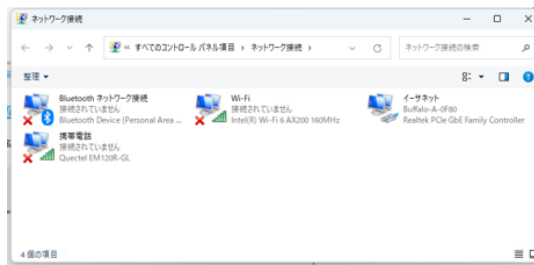 ネットワーク接続
« すべてのコントロール パネル項目 › ネットワーク接続 ›
ネットワーク接続の検索
整理
Bluetooth ネットワーク接続
接続されていません
Bluetooth Device (Personal Area ...
Wi-Fi
接続されていません
Intel(R) Wi-Fi 6 AX200 160MHz
イーサネット
Buffalo-A-0F80
Realtek PCIe GbE Family Controller
携帯電話
接続されていません
Quectel EM120R-GL
4 個の項目